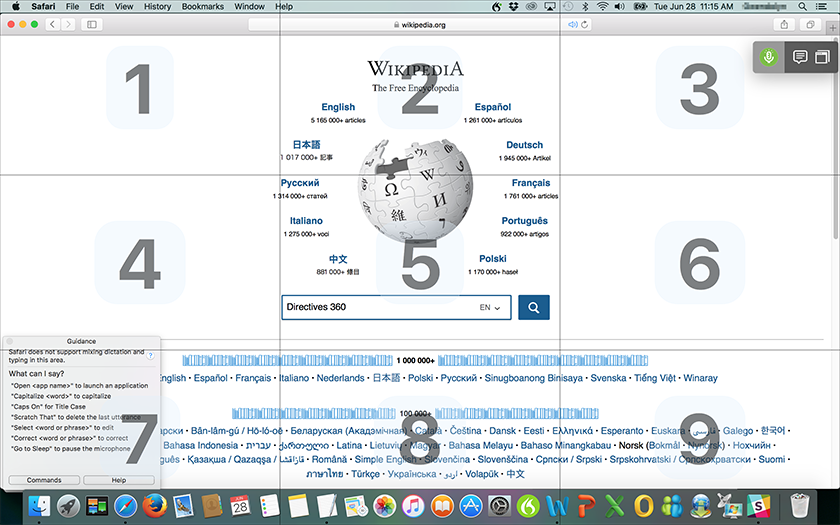 Safari File Edit View History Bookmarks Window Help
Tue Jun 28 11:15 AM
wikipedia.org
1
2
3
WIKIPEDIA
The Free Encyclopedia
English
5 165 000+ articles
Español
1 261 000+ artículos
日本語
1 017 000+ 記事
Deutsch
1 945 000+ Artikel
Русский
1 314 000+ статей
Français
1 761 000+ articles
Italiano
1 275 000+ voci
Português
922 000+ artigos
中文
881 000+ 條目
Polski
1 170 000+ haseł
Ω
W
維
И
4
5
6
Directives 360
EN
1 000 000+
English • Español • Français • Italiano • Nederlands • 日本語 • Polski • Русский • Sinugboanong Binisaya • Svenska • Tiếng Việt • Winaray
100 000+
Bân-lâm-gú / Hō-ló-oē • Беларуская (Акадэмічная) • Català • Čeština • Dansk • Eesti • Ελληνικά • Esperanto • Euskara • فارسی • Galego • 한국어 •
Bahasa Indonesia • עברית • ქართული • Latina • Lietuvių • Magyar • Bahasa Melayu • Bahaso Minangkabau • Norsk (Bokmål • Nynorsk) • Нохчийн •
Қазақша / Qazaqşa / قازاقشا • Română • Simple English • Slovenčina • Slovenščina • Српски / Srpski • Srpskohrvatski / Српскохрватски • Suomi •
ภาษาไทย • Türkçe • Українська • اردو • Volapük • 中文
7
8
9
Guidance
Safari does not support mixing dictation and
typing in this area.
?
What can I say?
"Open <app name>" to launch an application
"Capitalize <word>" to capitalize
"Caps On" for Title Case
"Scratch That" to delete the last utterance
"Select <word or phrase>" to edit
"Correct <word or phrase>" to correct
"Go to Sleep" to pause the microphone
Commands Help
JUN
28